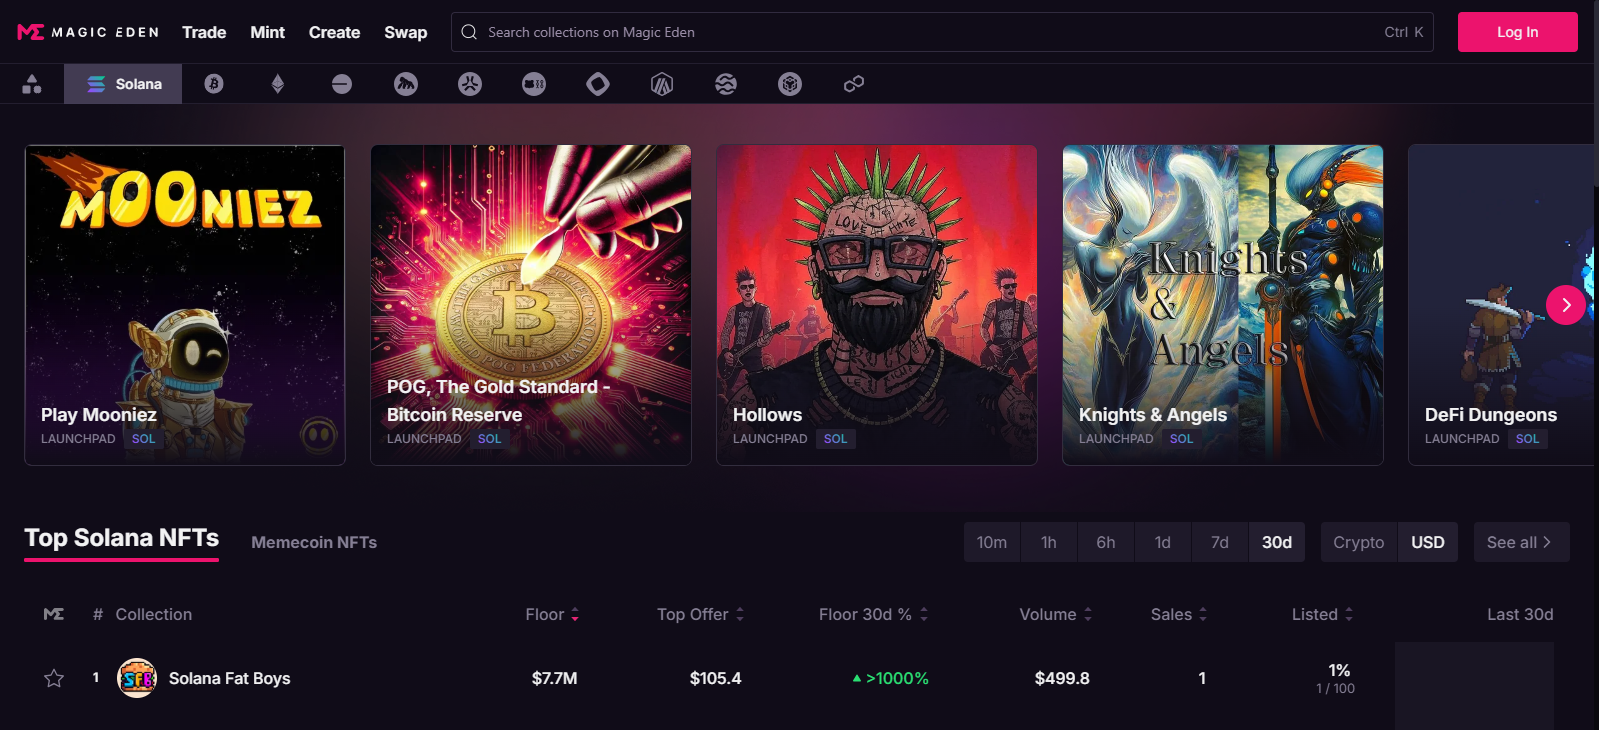 MAGIC EDEN
Trade
Mint
Create
Swap
Search collections on Magic Eden
Ctrl K
Log In
Solana
MOONIEZ
Play Mooniez
LAUNCHPAD SOL
POG, The Gold Standard -
Bitcoin Reserve
LAUNCHPAD SOL
LOVE HATE
Hollows
LAUNCHPAD SOL
Knights
&
Angels
Knights & Angels
LAUNCHPAD SOL
DeFi Dungeons
LAUNCHPAD SOL
Top Solana NFTs
Memecoin NFTs
10m 1h 6h 1d 7d 30d
Crypto USD
See all
# Collection Floor Top Offer Floor 30d % Volume Sales Listed Last 30d
1 SFB Solana Fat Boys $7.7M $105.4 >1000% $499.8 1 1%
1 / 100